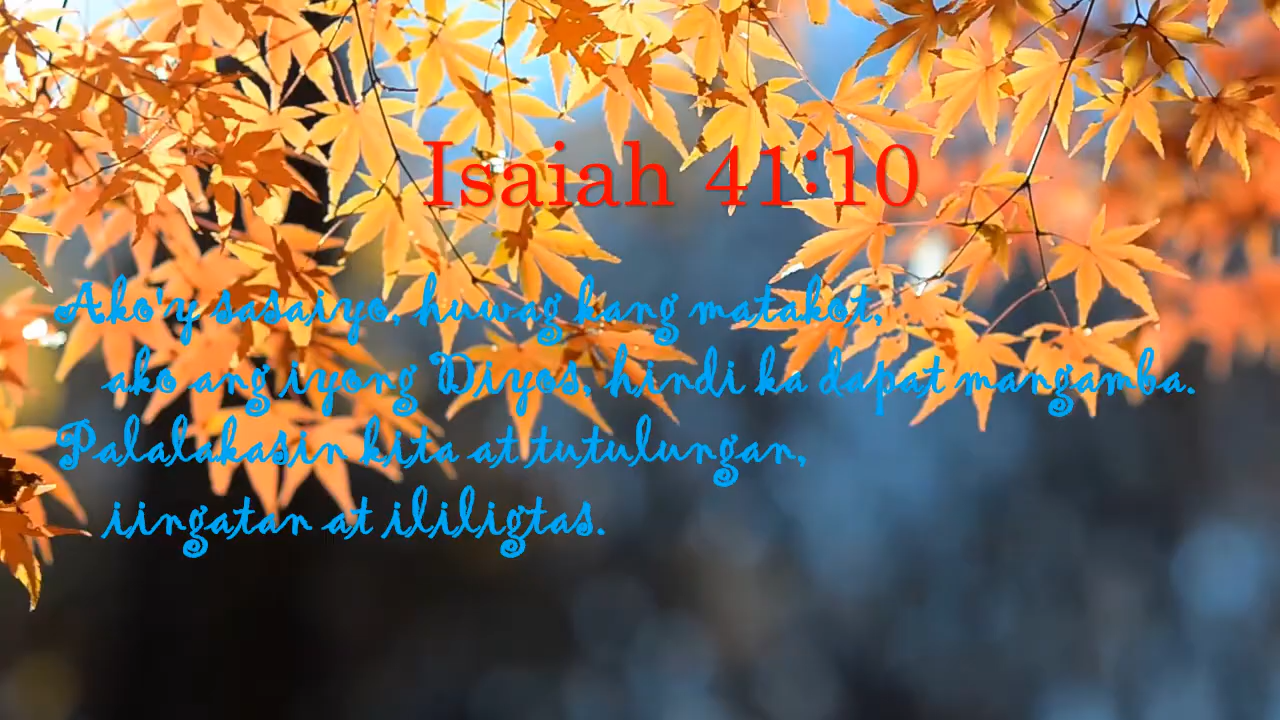 Isaiah 41:10
Ako'y sasaiyo, huwag kang matakot,
ako ang iyong Diyos, hindi ka dapat mangamba.
Palalakasin kita at tutulungan,
iingatan at ililigtas.